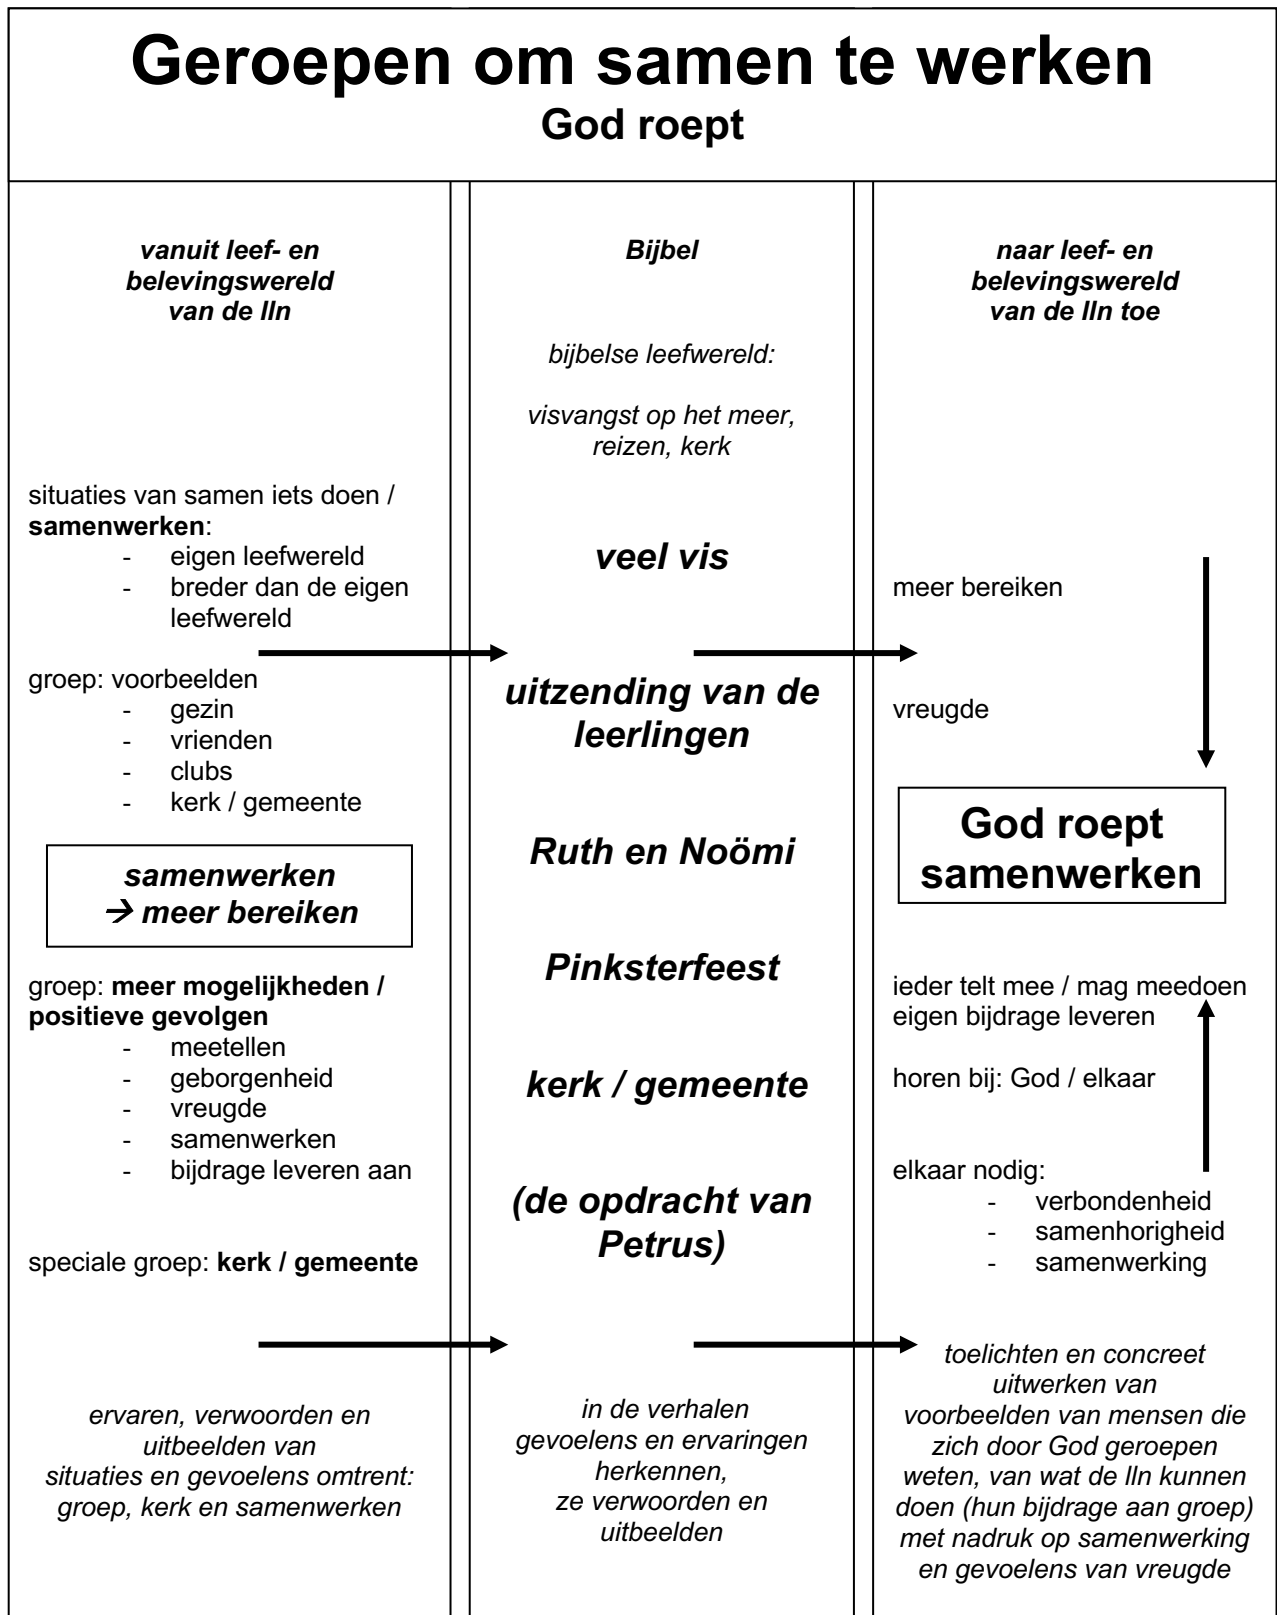 Geroepen om samen te werken
God roept
vanuit leef- en
belevingswereld
van de lln
situaties van samen iets doen /
samenwerken:
- eigen leefwereld
- breder dan de eigen
leefwereld
groep: voorbeelden
- gezin
- vrienden
- clubs
- kerk / gemeente
samenwerken
→ meer bereiken
groep: meer mogelijkheden /
positieve gevolgen
- meetellen
- geborgenheid
- vreugde
- samenwerken
- bijdrage leveren aan
speciale groep: kerk / gemeente
ervaren, verwoorden en
uitbeelden van
situaties en gevoelens omtrent:
groep, kerk en samenwerken
Bijbel
bijbelse leefwereld:
visvangst op het meer,
reizen, kerk
veel vis
uitzending van de
leerlingen
Ruth en Noömi
Pinksterfeest
kerk / gemeente
(de opdracht van
Petrus)
in de verhalen
gevoelens en ervaringen
herkennen,
ze verwoorden en
uitbeelden
naar leef- en
belevingswereld
van de lln toe
meer bereiken
vreugde
God roept
samenwerken
ieder telt mee / mag meedoen
eigen bijdrage leveren
horen bij: God / elkaar
elkaar nodig:
- verbondenheid
- samenhorigheid
- samenwerking
toelichten en concreet
uitwerken van
voorbeelden van mensen die
zich door God geroepen
weten, van wat de lln kunnen
doen (hun bijdrage aan groep)
met nadruk op samenwerking
en gevoelens van vreugde